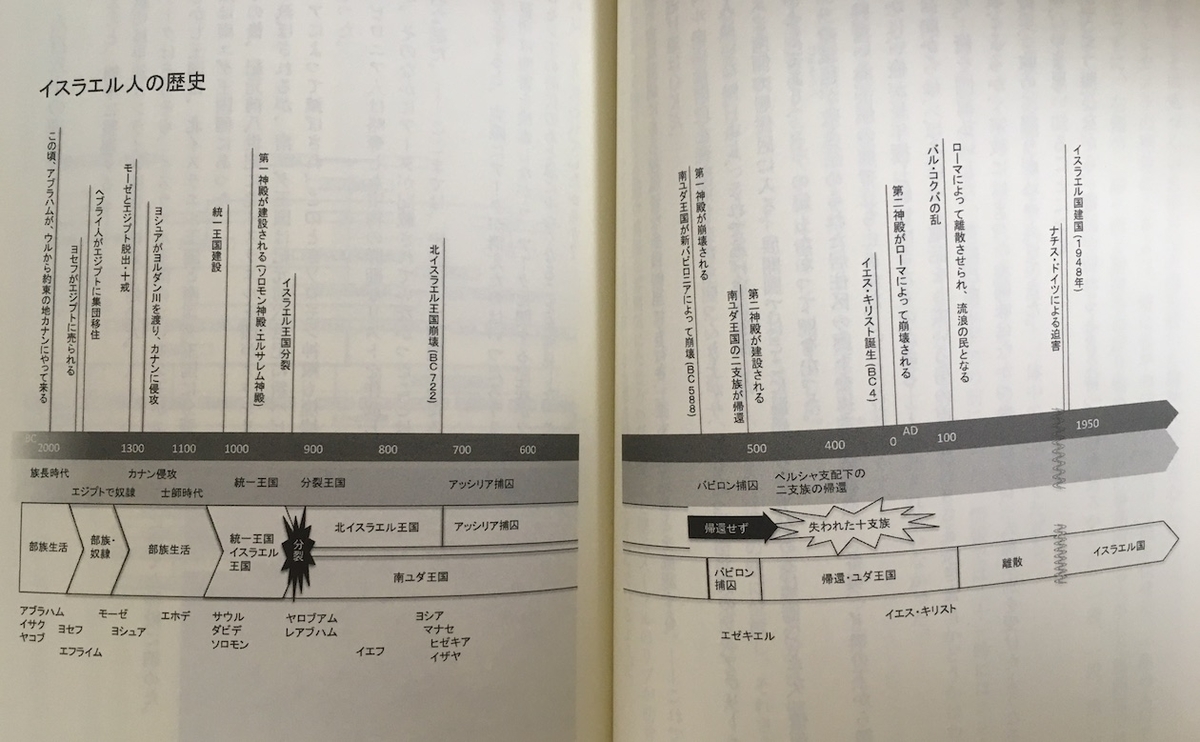 イスラエル人の歴史
この頃、アブラハムが、ウルから約束の地カナンにやって来る
ヨセフがエジプトに売られる
ヘブライ人がエジプトに集団移住
モーゼとエジプト脱出・十戒
ヨシュアがヨルダン川を渡り、カナンに侵攻
統一王国建設
第一神殿が建設される(ソロモン神殿・エルサレム神殿)
イスラエル王国分裂
北イスラエル王国崩壊(BC722)
BC
2000
1300
1100
1000
900
800
700
600
族長時代
エジプトで奴隷
カナン侵攻
士師時代
統一王国
分裂王国
アッシリア捕囚
部族生活
部族・
奴隷
部族生活
統一王国
イスラエル
王国
分裂
北イスラエル王国
アッシリア捕囚
南ユダ王国
アブラハム
イサク
ヤコブ
ヨセフ
エフライム
モーゼ
ヨシュア
エホデ
サウル
ダビデ
ソロモン
ヤロブアム
レアブハム
イエフ
ヨシア
マナセ
ヒゼキア
イザヤ
南ユダ王国が新バビロニアによって崩壊(BC588)
第一神殿が崩壊される
南ユダ王国の二支族が帰還
第二神殿が建設される
イエス・キリスト誕生(BC4)
第二神殿がローマによって崩壊される
バル・コクバの乱
ローマによって離散させられ、流浪の民となる
ナチス・ドイツによる迫害
イスラエル国建国(1948年)
500
400
0
AD
100
1950
バビロン捕囚
ペルシャ支配下の
二支族の帰還
帰還せず
失われた十支族
バビロン
捕囚
帰還・ユダ王国
離散
イスラエル国
エゼキエル
イエス・キリスト